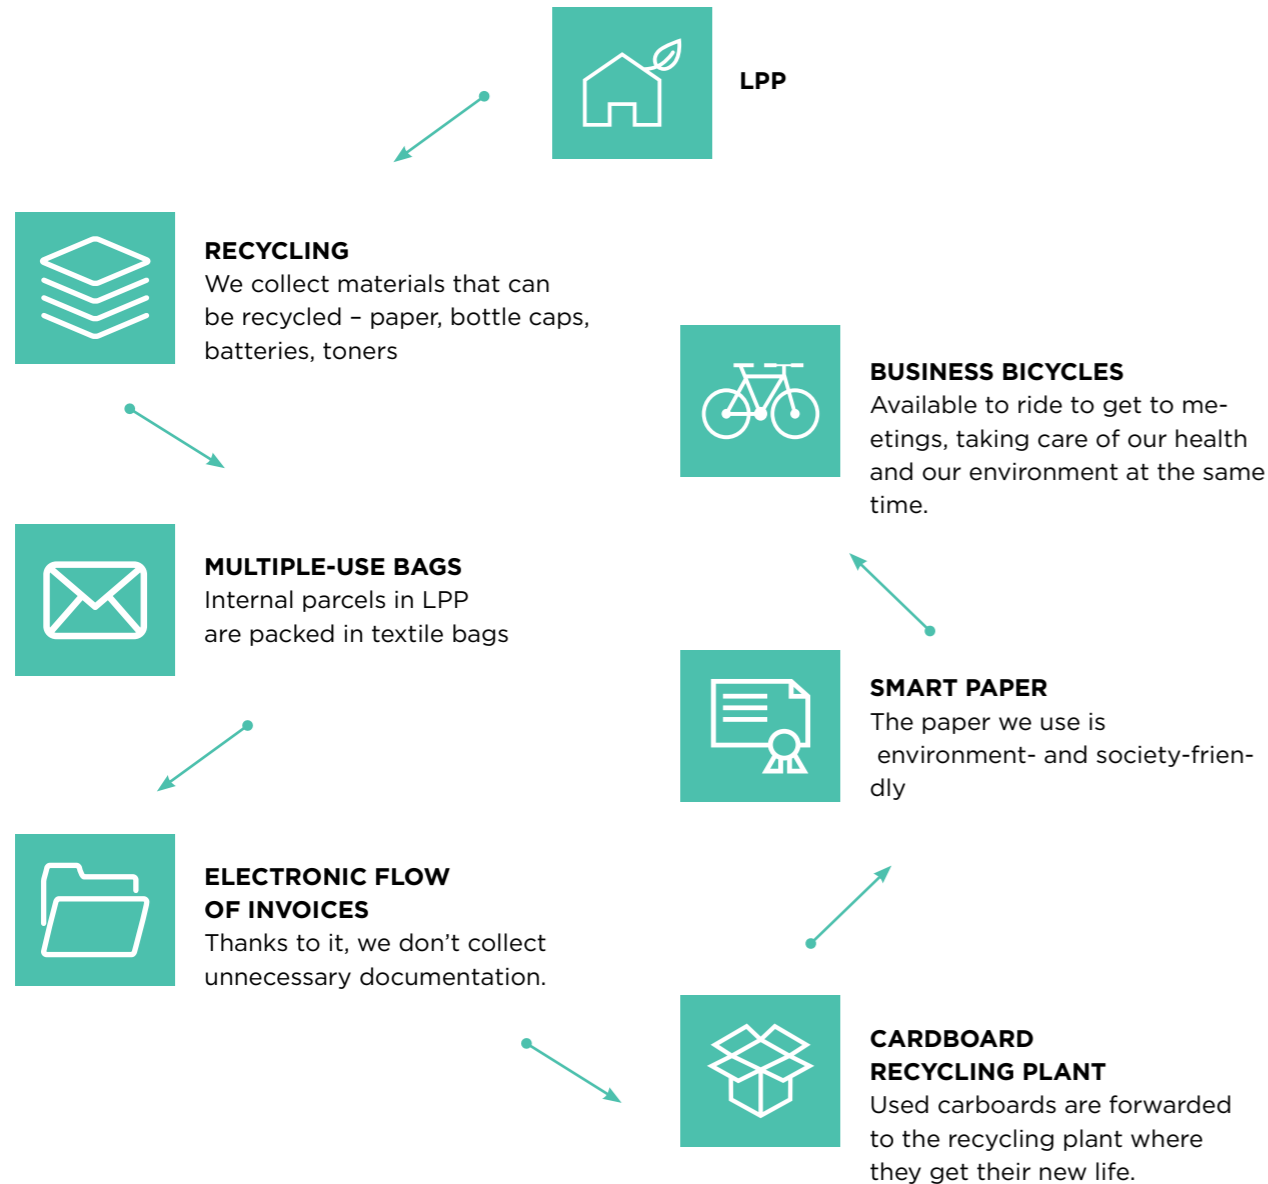 LPP
RECYCLING
We collect materials that can
be recycled – paper, bottle caps,
batteries, toners
MULTIPLE-USE BAGS
Internal parcels in LPP
are packed in textile bags
ELECTRONIC FLOW
OF INVOICES
Thanks to it, we don’t collect
unnecessary documentation.
CARDBOARD
RECYCLING PLANT
Used carboards are forwarded
to the recycling plant where
they get their new life.
SMART PAPER
The paper we use is
environment- and society-frien-
dly
BUSINESS BICYCLES
Available to ride to get to me-
etings, taking care of our health
and our environment at the same
time.